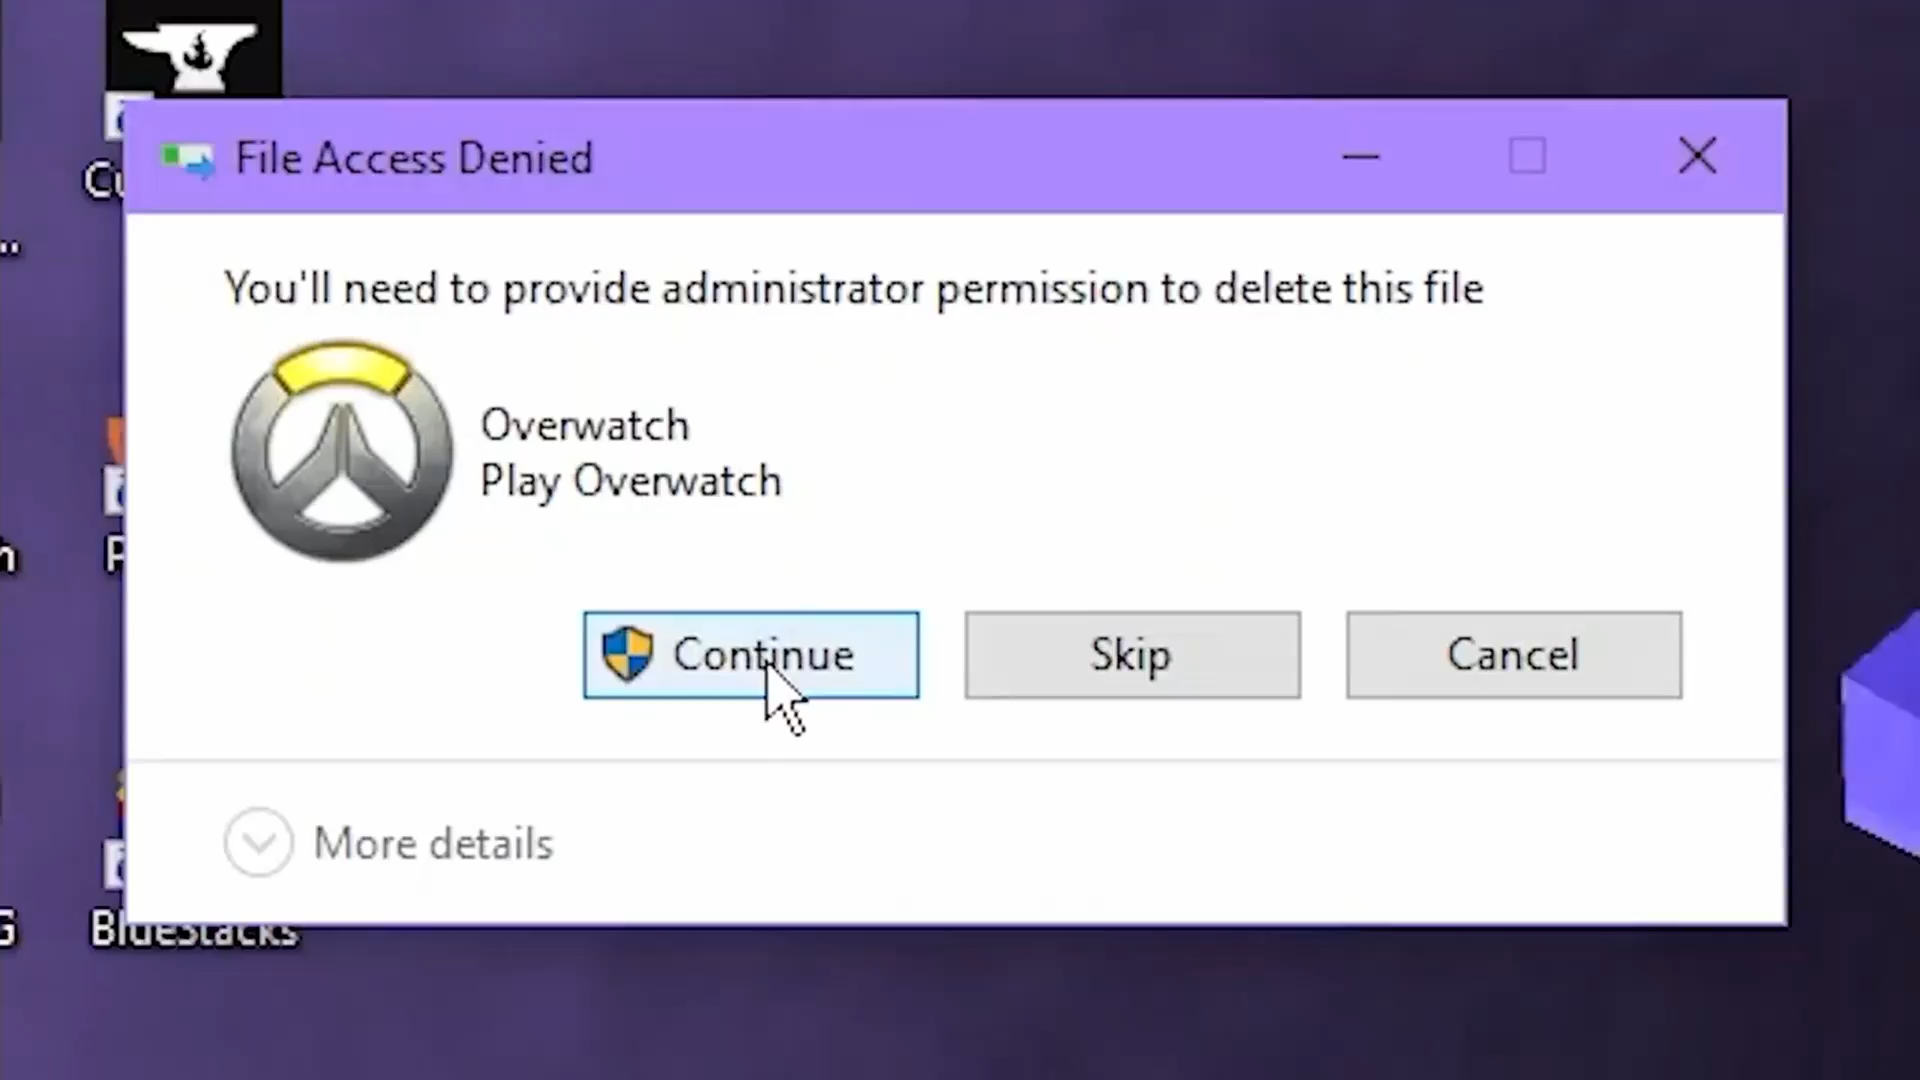 File Access Denied
Cu
..
You'll need to provide administrator permission to delete this file
Overwatch
Play Overwatch
Continue
Skip
Cancel
More details
BlueStacks